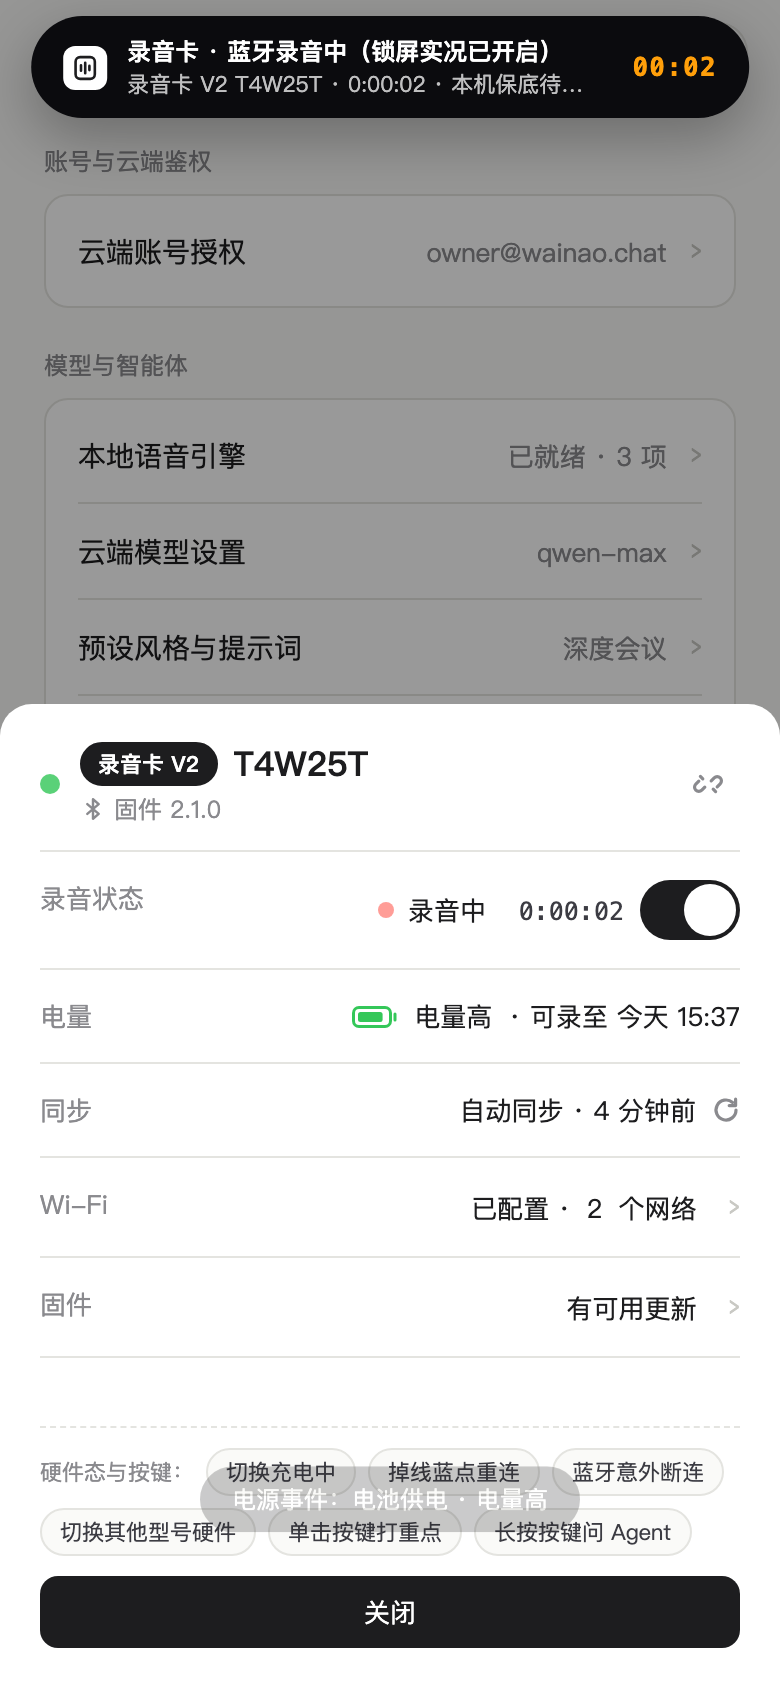 录音卡 · 蓝牙录音中（锁屏实况已开启）
录音卡 V2 T4W25T · 0:00:02 · 本机保底待...
00:02
账号与云端鉴权
云端账号授权 owner@wainao.chat
模型与智能体
本地语音引擎 已就绪 · 3 项
云端模型设置 qwen-max
预设风格与提示词 深度会议
录音卡 V2 T4W25T
固件 2.1.0
录音状态 录音中 0:00:02
电量 电量高 · 可录至 今天 15:37
同步 自动同步 · 4 分钟前
Wi-Fi 已配置 · 2 个网络
固件 有可用更新
硬件态与按键： 切换充电中 掉线蓝点重连 蓝牙意外断连
电源事件：电池供电 · 电量高
切换其他型号硬件 单击按键打重点 长按按键问 Agent
关闭